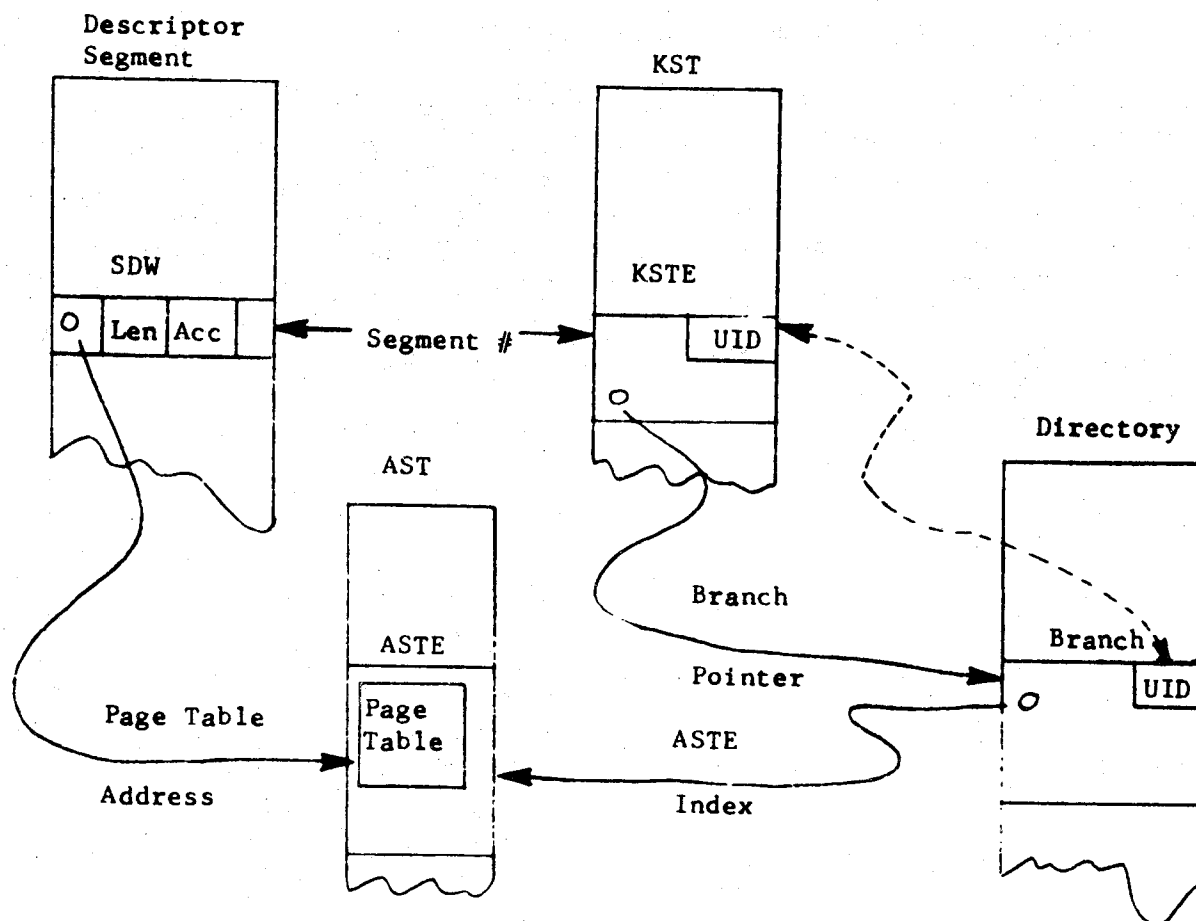 Descriptor
Segment
KST
SDW
KSTE
Len
Acc
Segment #
UID
Directory
AST
Branch
Branch
ASTE
Pointer
UID
Page Table
Page
Table
ASTE
Address
Index